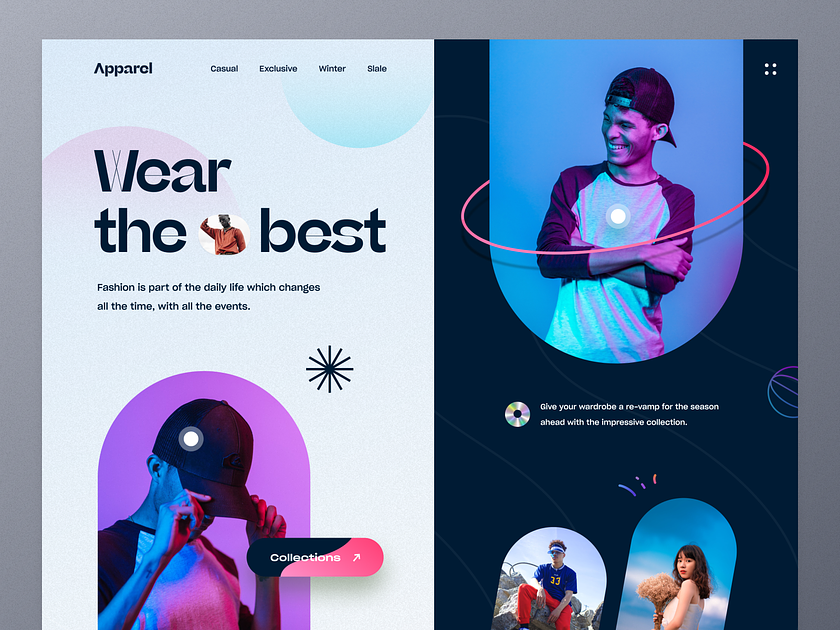 Apparel
Casual Exclusive Winter Slale
Wear
the best
Fashion is part of the daily life which changes
all the time, with all the events.
Collections
Give your wardrobe a re-vamp for the season
ahead with the impressive collection.
33